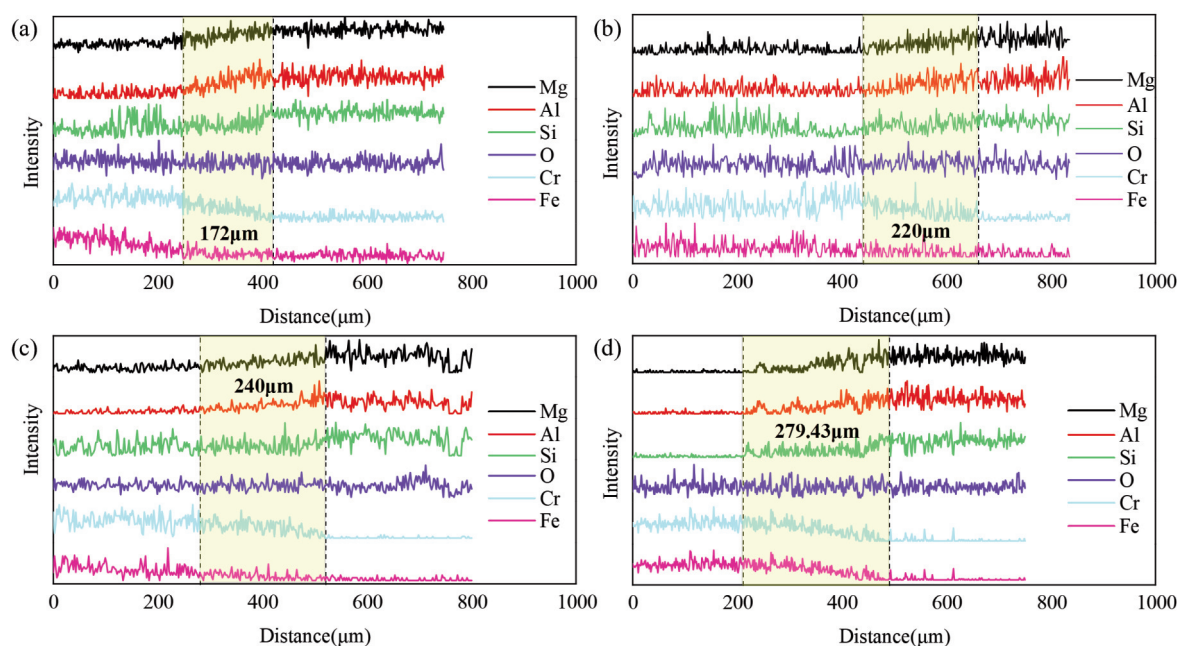 (a)
Intensity
172μm
Mg
Al
Si
O
Cr
Fe
0 200 400 600 800 1000
Distance(μm)
(b)
Intensity
220μm
Mg
Al
Si
O
Cr
Fe
0 200 400 600 800 1000
Distance(μm)
(c)
Intensity
240μm
Mg
Al
Si
O
Cr
Fe
0 200 400 600 800 1000
Distance(μm)
(d)
Intensity
279.43μm
Mg
Al
Si
O
Cr
Fe
0 200 400 600 800 1000
Distance(μm)